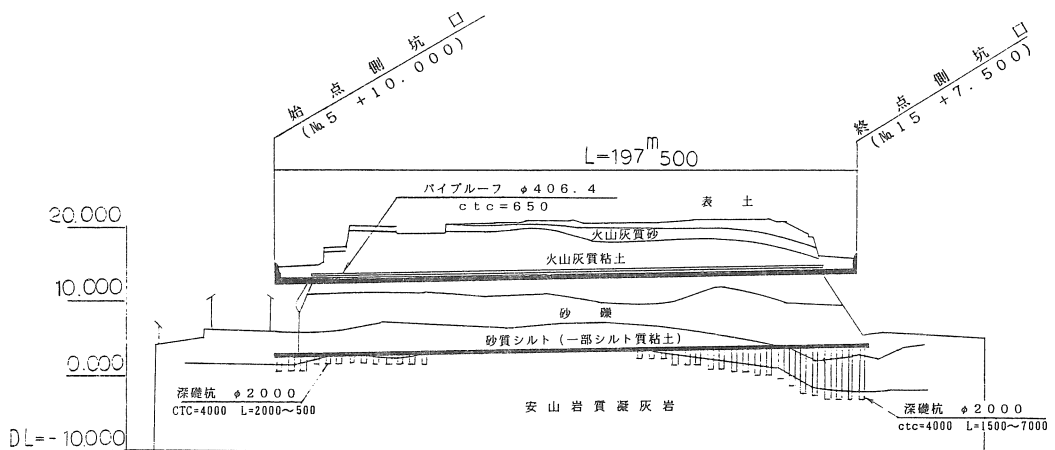 始点側坑口
(№5 +10.000)
終点側坑口
(№15 +7.500)
L=197m500
パイプルーフ φ406.4
ctc=650
表土
20.000
火山灰質砂
火山灰質粘土
10.000
砂礫
砂質シルト(一部シルト質粘土)
0.000
深礎杭 φ2000
CTC=4000 L=2000～500
安山岩質凝灰岩
深礎杭 φ2000
ctc=4000 L=1500～7000
DL=-10.000